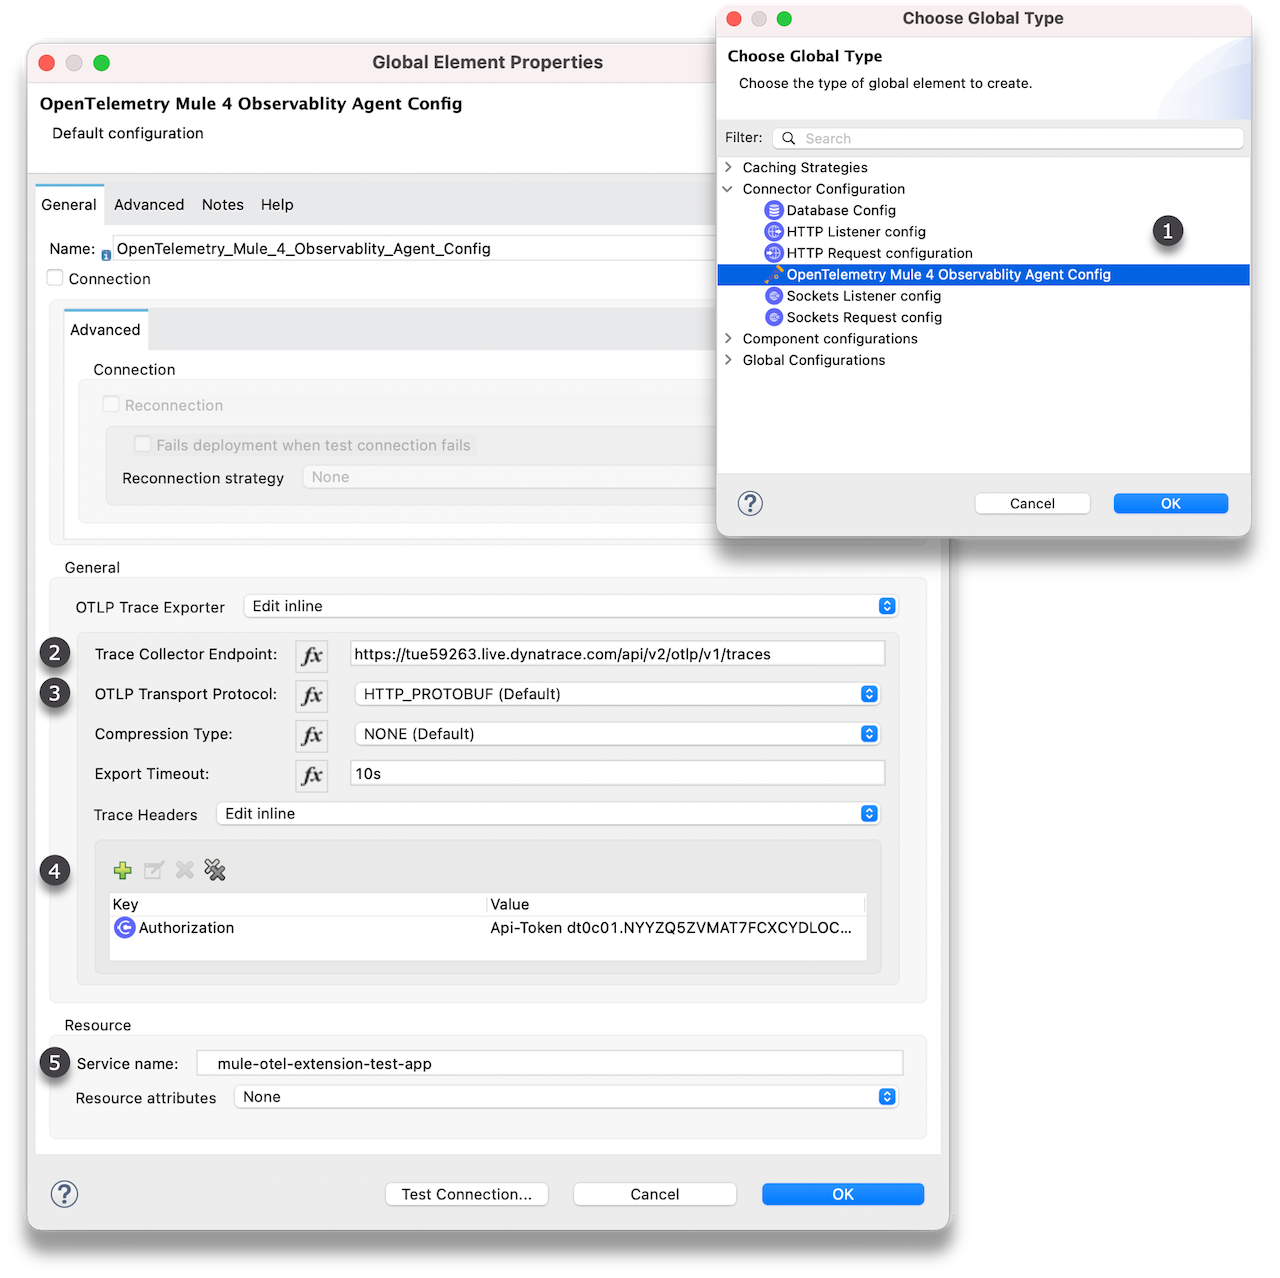 Choose Global Type
Choose Global Type
Choose the type of global element to create.
Filter:
Search
Caching Strategies
Connector Configuration
Database Config
HTTP Listener config
HTTP Request configuration
OpenTelemetry Mule 4 Observablity Agent Config
Sockets Listener config
Sockets Request config
Component configurations
Global Configurations
1
?
Cancel
OK
Global Element Properties
OpenTelemetry Mule 4 Observablity Agent Config
Default configuration
General Advanced Notes Help
Name: OpenTelemetry_Mule_4_Observablity_Agent_Config
Connection
Advanced
Connection
Reconnection
Fails deployment when test connection fails
Reconnection strategy None
General
OTLP Trace Exporter Edit inline
2 Trace Collector Endpoint: fx https://tue59263.live.dynatrace.com/api/v2/otlp/v1/traces
3 OTLP Transport Protocol: fx HTTP_PROTOBUF (Default)
Compression Type: fx NONE (Default)
Export Timeout: fx 10s
Trace Headers Edit inline
4
Key Value
Authorization Api-Token dt0c01.NYYZQ5ZVMAT7FCXCYDLOC...
Resource
5 Service name: mule-otel-extension-test-app
Resource attributes None
? Test Connection... Cancel OK